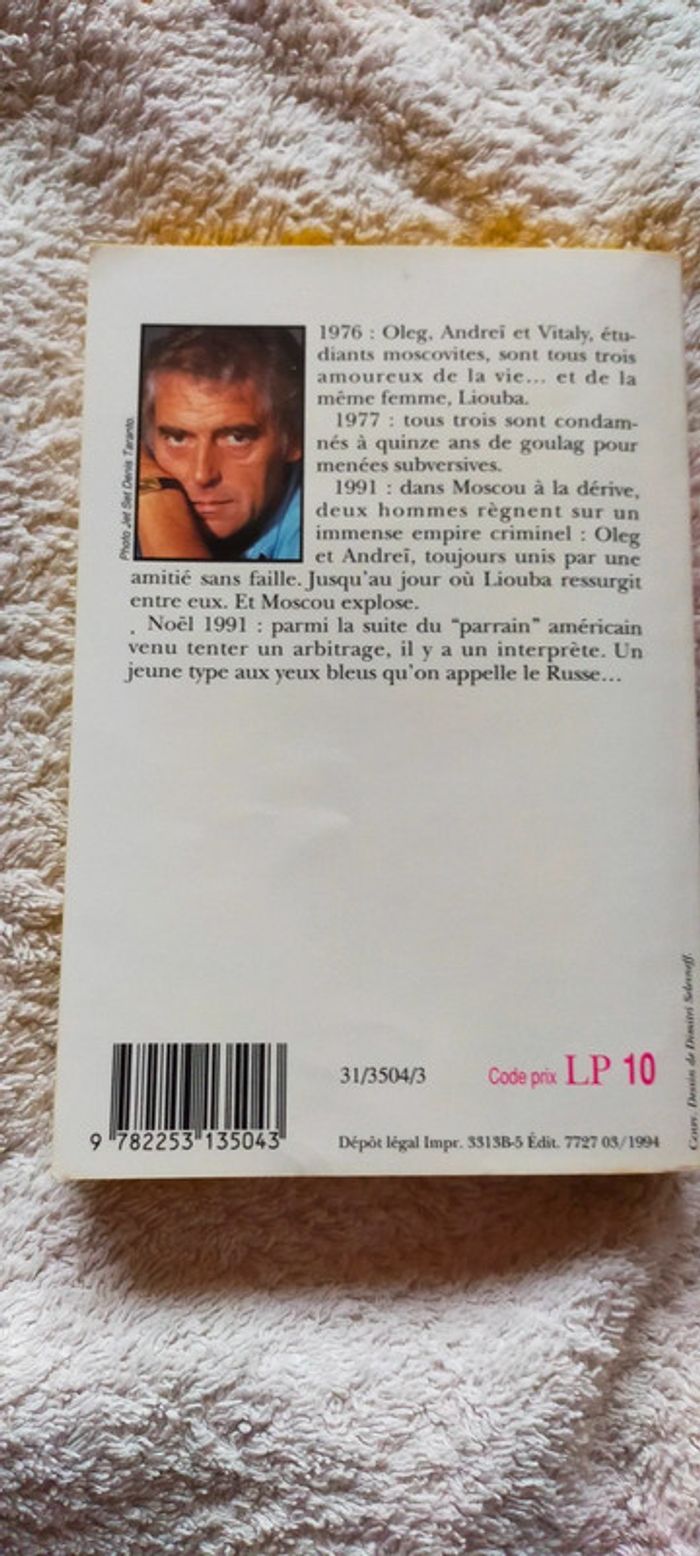 1976 : Oleg, Andreï et Vitaly, étu-
diants moscovites, sont tous trois
amoureux de la vie... et de la
même femme, Liouba.
1977 : tous trois sont condam-
nés à quinze ans de goulag pour
menées subversives.
1991 : dans Moscou à la dérive,
deux hommes règnent sur un
immense empire criminel : Oleg
et Andreï, toujours unis par une
amitié sans faille. Jusqu'au jour où Liouba ressurgit
entre eux. Et Moscou explose.
Noël 1991 : parmi la suite du "parrain" américain
venu tenter un arbitrage, il y a un interprète. Un
jeune type aux yeux bleus qu'on appelle le Russe...
Photo Jet Set Denis Taranto.
31/3504/3
Code prix LP 10
9 782253 135043
Dépôt légal Impr. 3313B-5 Édit. 7727 03/1994
Dessin de Dimitri